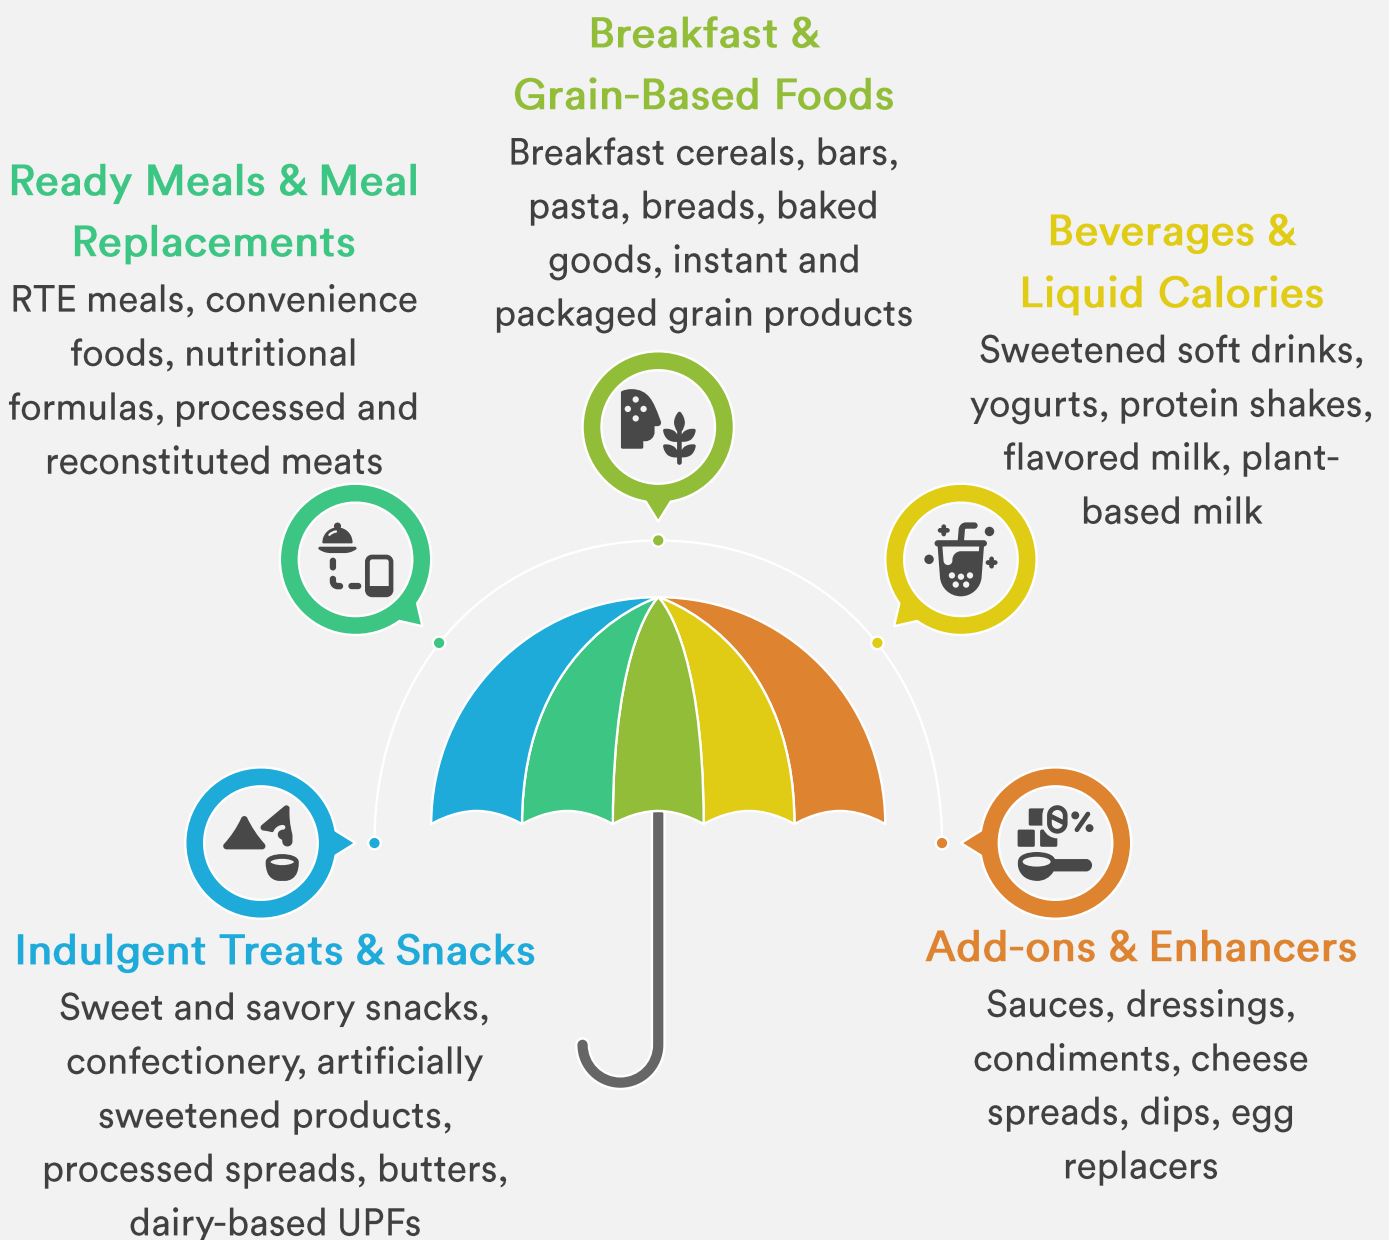 Breakfast &
Grain-Based Foods
Breakfast cereals, bars,
pasta, breads, baked
goods, instant and
packaged grain products
Ready Meals & Meal
Replacements
RTE meals, convenience
foods, nutritional
formulas, processed and
reconstituted meats
Beverages &
Liquid Calories
Sweetened soft drinks,
yogurts, protein shakes,
flavored milk, plant-
based milk
0%
Indulgent Treats & Snacks
Sweet and savory snacks,
confectionery, artificially
sweetened products,
processed spreads, butters,
dairy-based UPFs
Add-ons & Enhancers
Sauces, dressings,
condiments, cheese
spreads, dips, egg
replacers